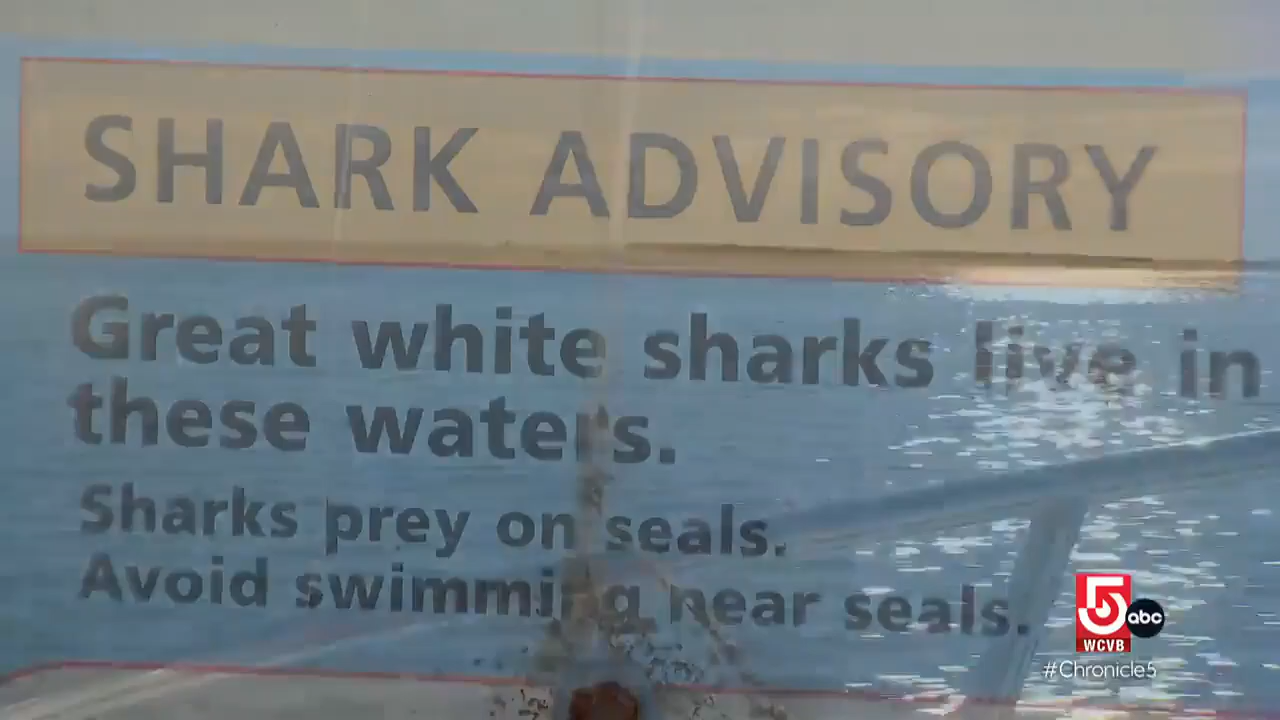 SHARK ADVISORY
Great white sharks live in
these waters.
Sharks prey on seals.
Avoid swimming near seals.
5 abc
WCVB
#Chronicle5